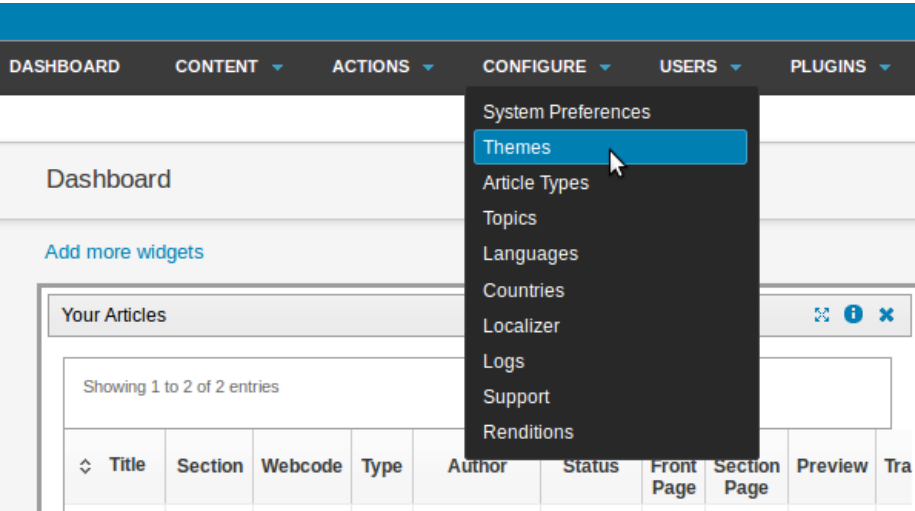 DASHBOARD CONTENT ACTIONS CONFIGURE USERS PLUGINS
System Preferences
Themes
Dashboard
Article Types
Topics
Add more widgets
Languages
Countries
Your Articles
Localizer
Logs
Showing 1 to 2 of 2 entries
Support
Renditions
Title Section Webcode Type Author Status Front Page Section Page Preview Tra